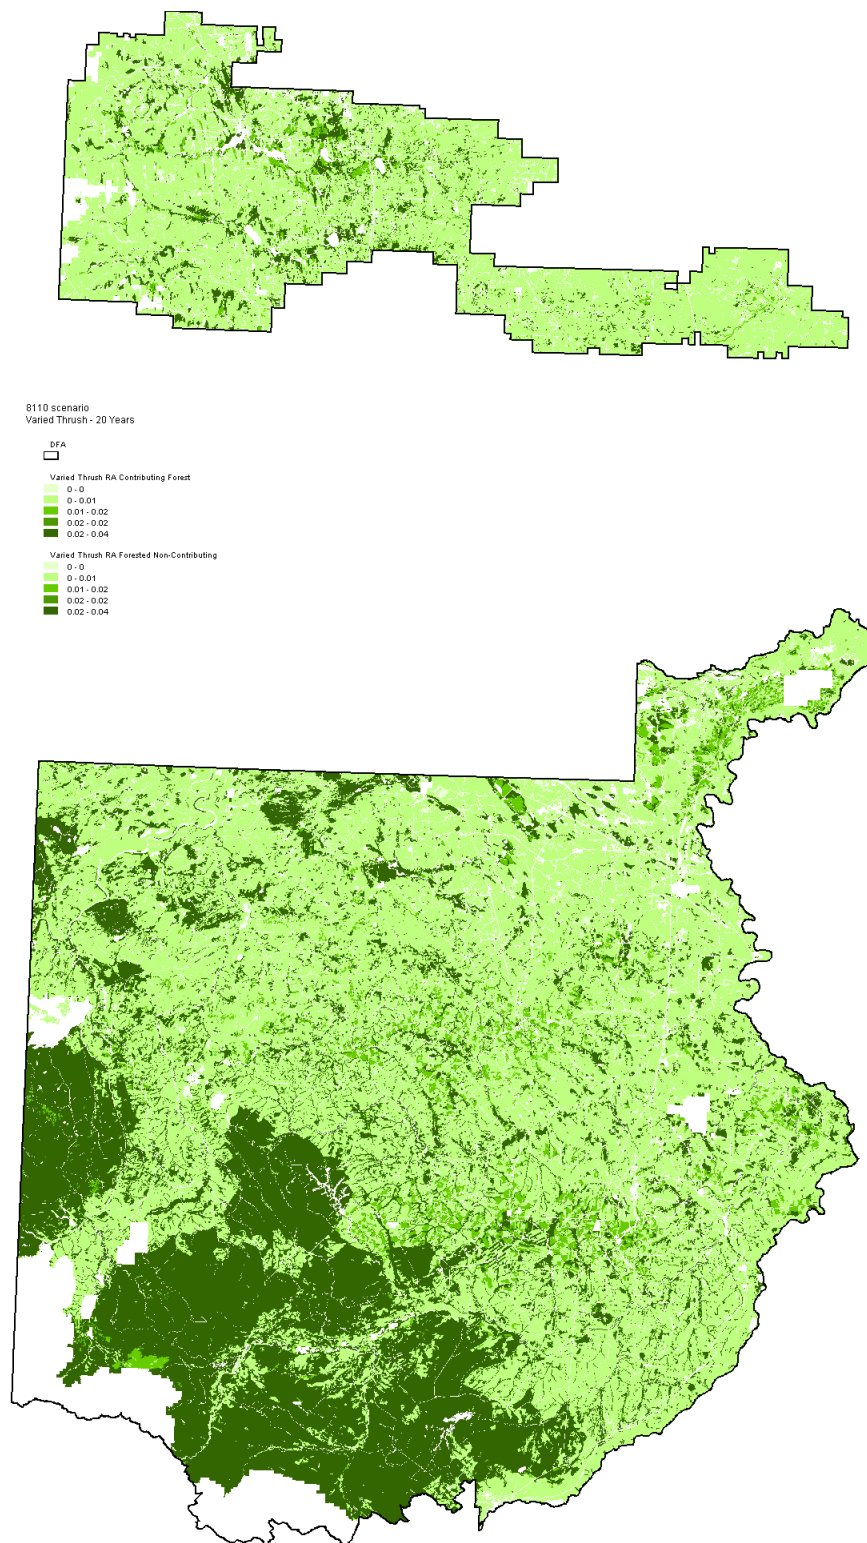 8110 scenario
Varied Thrush - 20 Years
DFA
Varied Thrush RA Contributing Forest
0 - 0
0 - 0.01
0.01 - 0.02
0.02 - 0.02
0.02 - 0.04
Varied Thrush RA Forested Non-Contributing
0 - 0
0 - 0.01
0.01 - 0.02
0.02 - 0.02
0.02 - 0.04